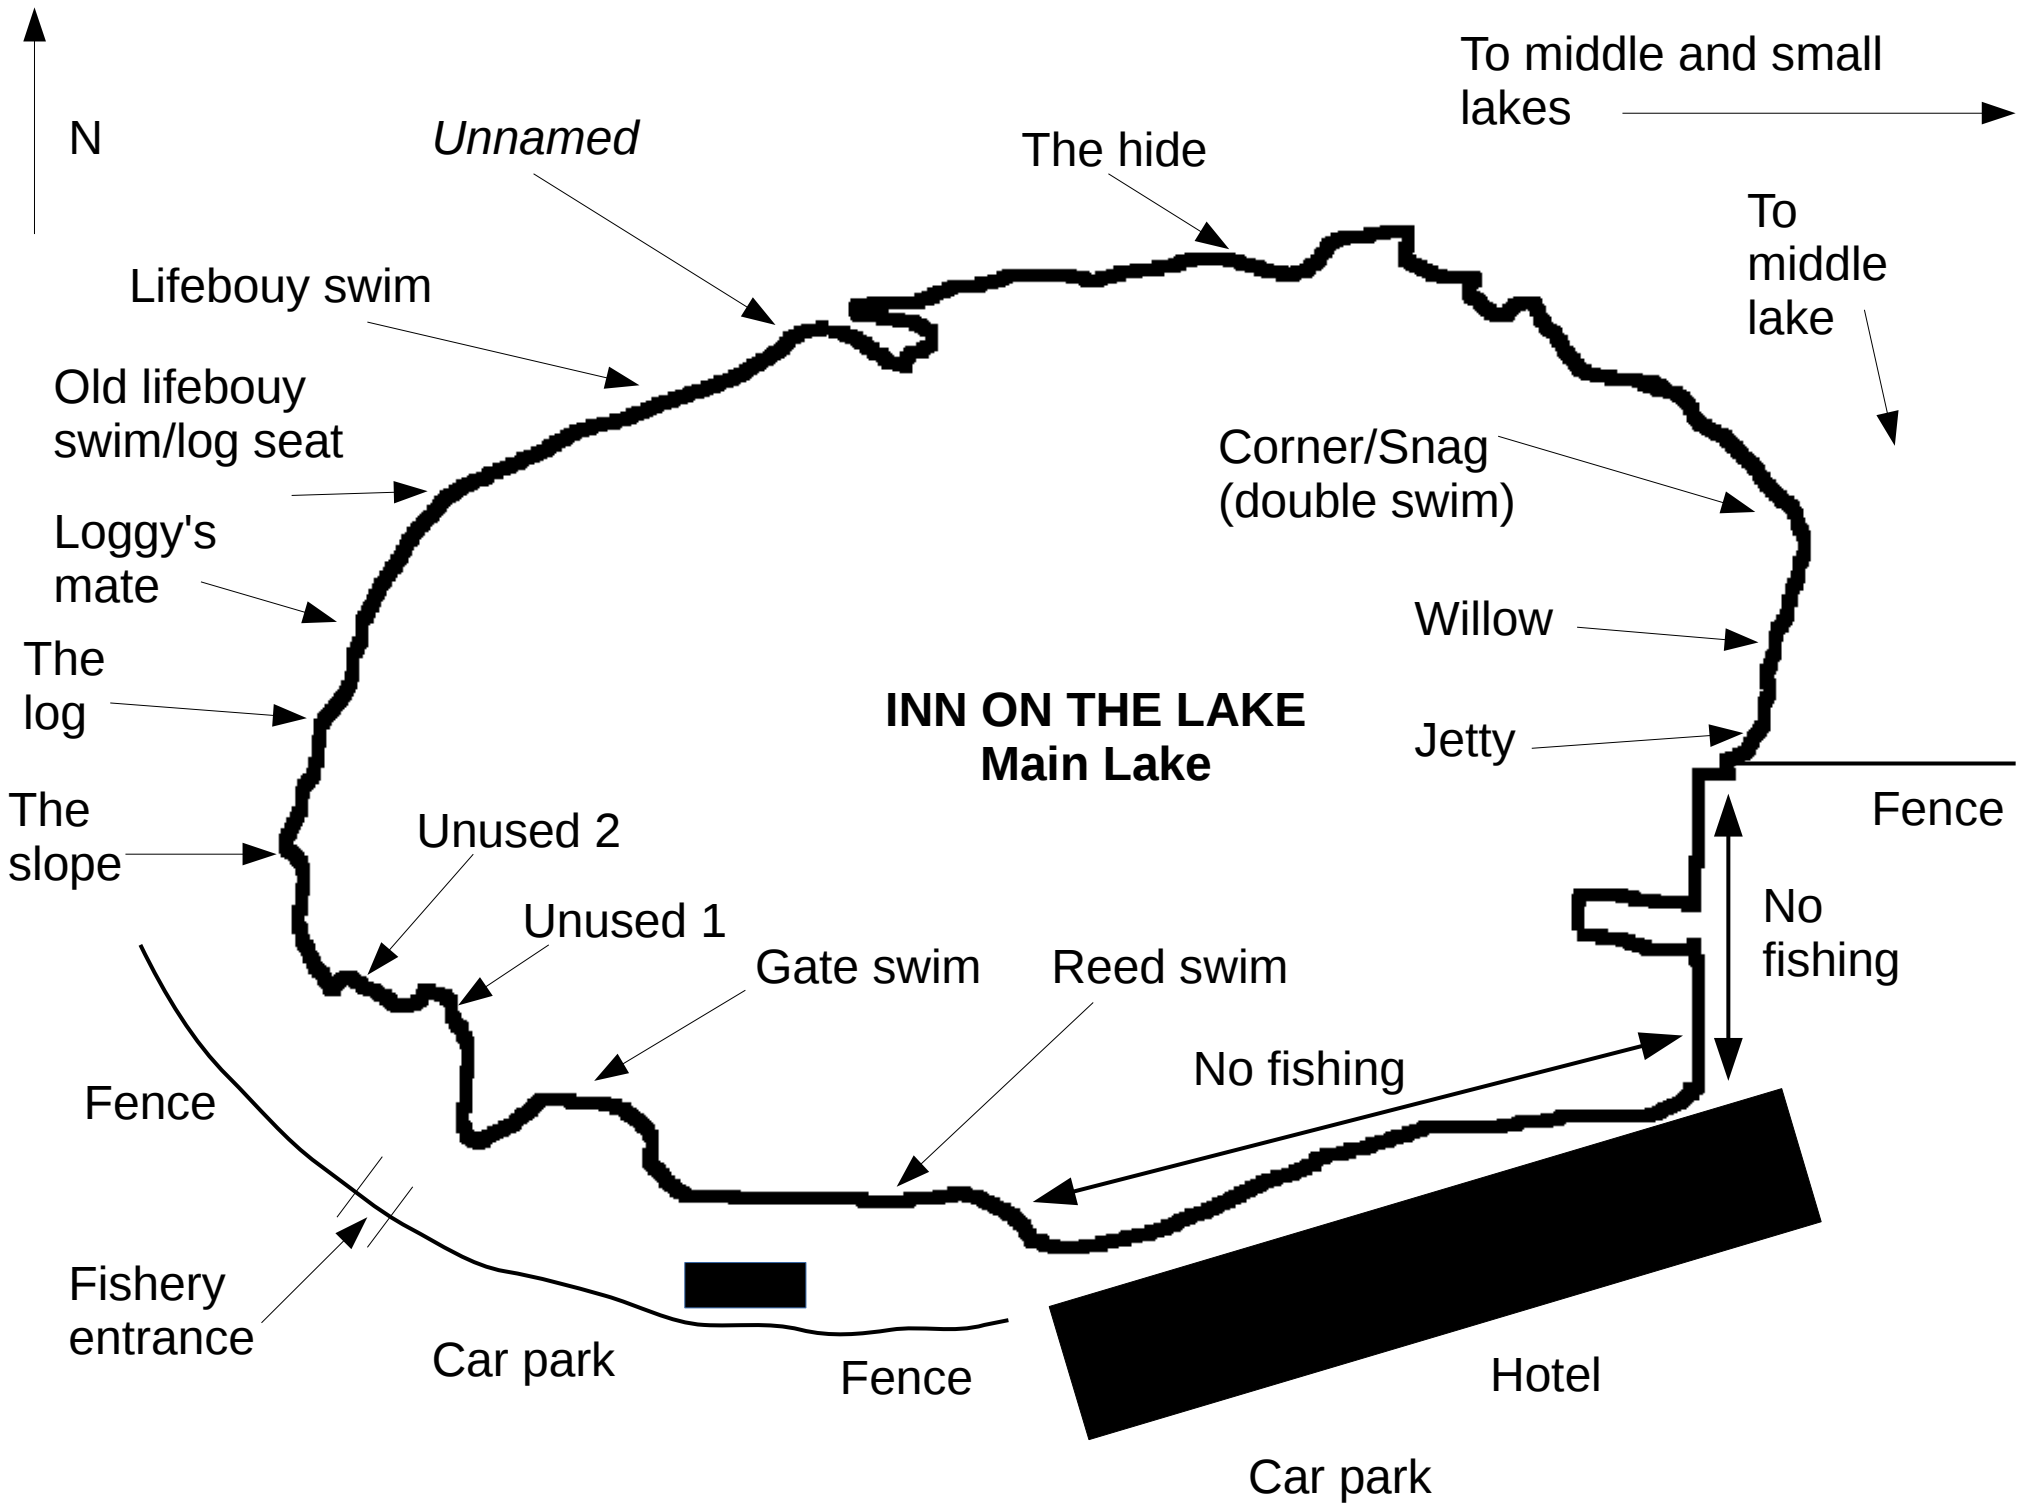 To middle and small
lakes
N
Unnamed
The hide
To
middle
lake
Lifebouy swim
Old lifebouy
swim/log seat
Corner/Snag
(double swim)
Loggy's
mate
Willow
The
log
INN ON THE LAKE
Main Lake
Jetty
Fence
The
slope
Unused 2
Unused 1
No
fishing
Gate swim
Reed swim
No fishing
Fence
Fishery
entrance
Car park
Fence
Hotel
Car park